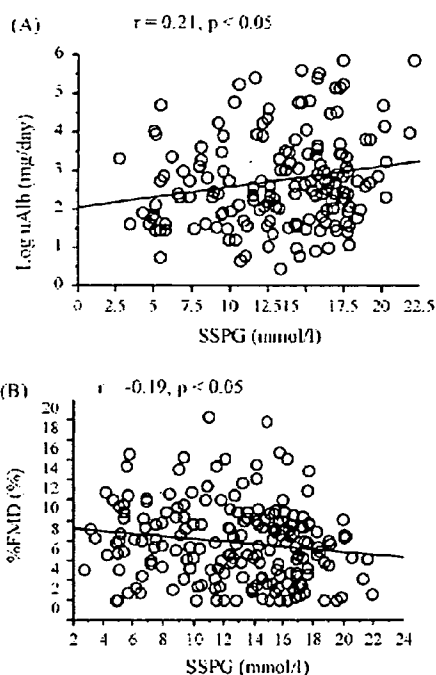 (A) r = 0.21, p < 0.05
Log uAlb (mg/day)
6
5
4
3
2
1
0
0 2.5 5 7.5 10 12.5 15 17.5 20 22.5
SSPG (mmol/l)
(B) r -0.19, p < 0.05
%FMD (%)
20
18
16
14
12
10
8
6
4
2
0
2 4 6 8 10 12 14 16 18 20 22 24
SSPG (mmol/l)